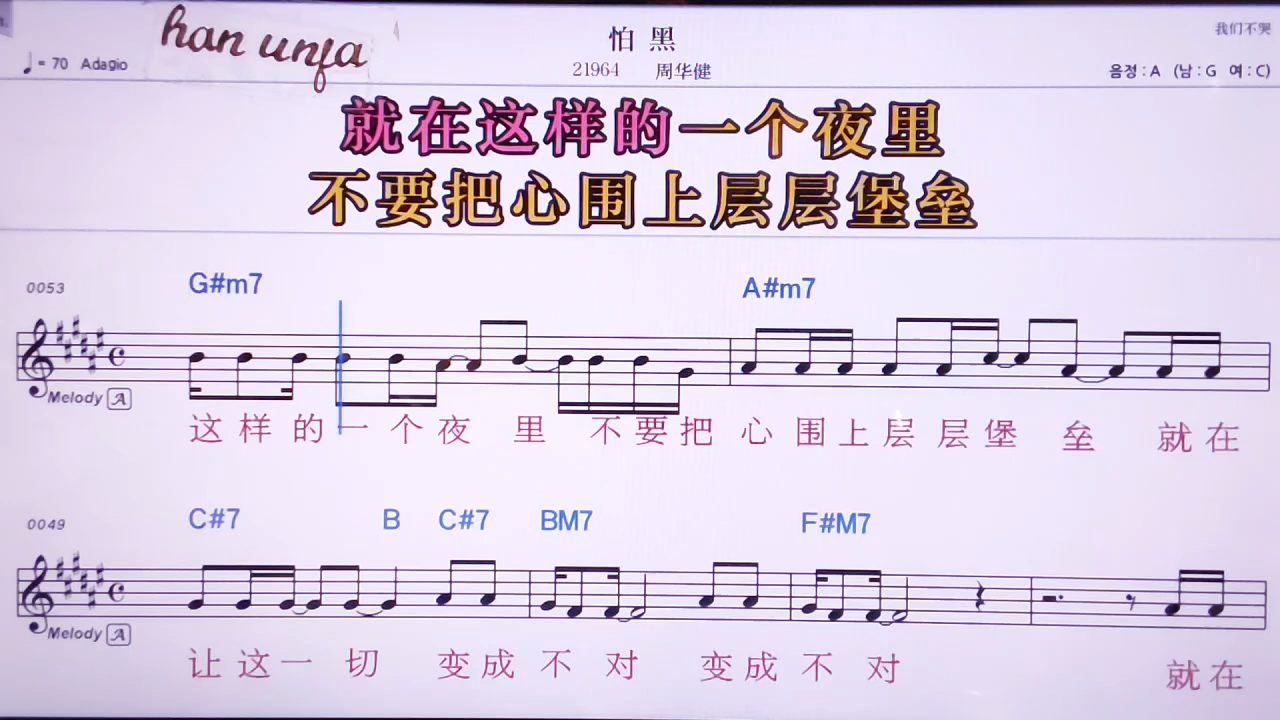 han unfa
怕 黑
我们不哭
♩= 70 Adagio
21964 周华健
음정 : A (남 : G 여 : C)
就在这样的一个夜里
不要把心围上层层堡垒
0053
G#m7 A#m7
Melody A
这 样 的 一 个 夜 里 不 要 把 心 围 上 层 层 堡 垒 就 在
0049
C#7 B C#7 BM7 F#M7
Melody A
让 这 一 切 变 成 不 对 变 成 不 对 就 在